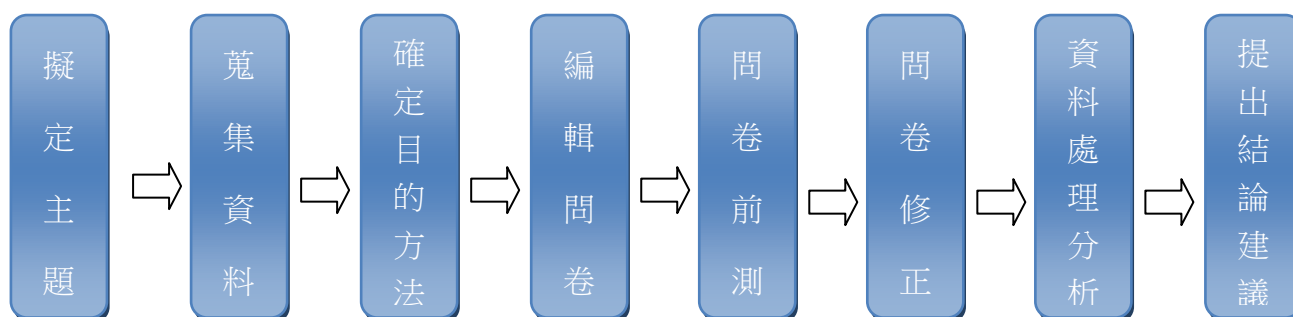 擬定主題
蒐集資料
確定目的方法
編輯問卷
問卷前測
問卷修正
資料處理分析
提出結論建議